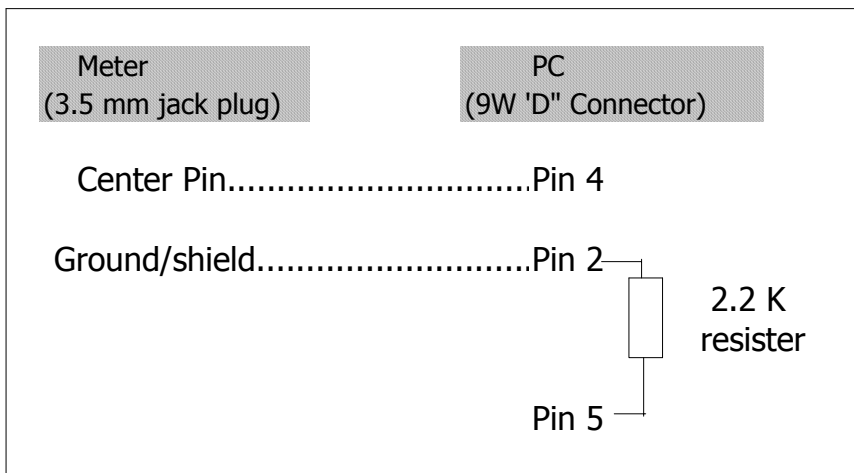 Meter
(3.5 mm jack plug)
PC
(9W 'D" Connector)
Center Pin..............................Pin 4
Ground/shield...........................Pin 2
2.2 K
resister
Pin 5